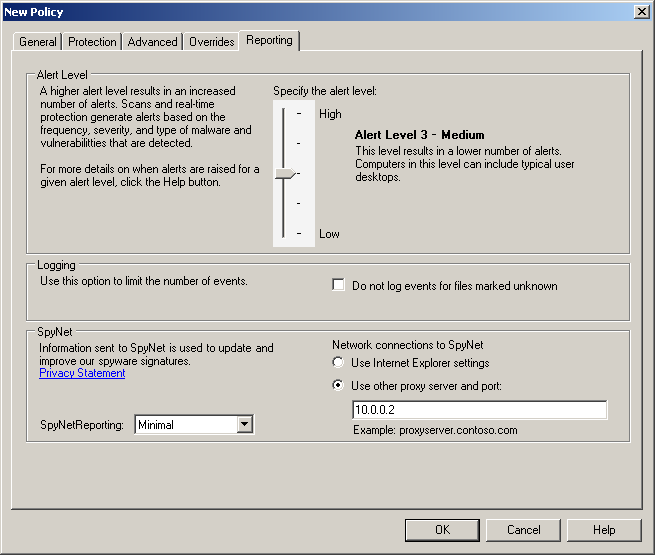 New Policy
General
Protection
Advanced
Overrides
Reporting
Alert Level
A higher alert level results in an increased
number of alerts. Scans and real-time
protection generate alerts based on the
frequency, severity, and type of malware and
vulnerabilitties that are detected.
For more details on when alerts are raised for a
given alert level, click the Help button.
Specify the alert level:
High
Low
Alert Level 3 - Medium
This level results in a lower number of alerts.
Computers in this level can include typical user
desktops.
Logging
Use this option to limit the number of events.
Do not log events for files marked unknown
SpyNet
Information sent to SpyNet is used to update and
improve our spyware signatures.
Privacy Statement
SpyNetReporting:
Minimal
Network connections to SpyNet
Use Internet Explorer settings
Use other proxy server and port:
10.0.0.2
Example: proxyserver.contoso.com
OK
Cancel
Help